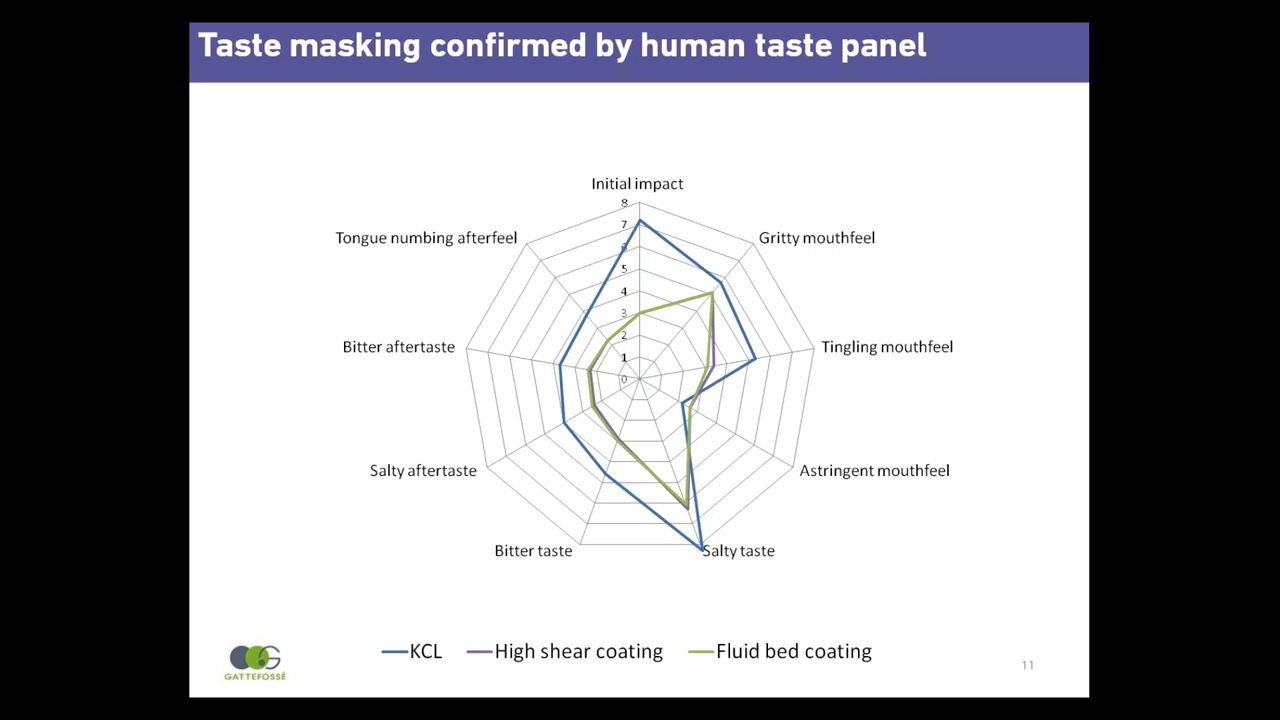 Taste masking confirmed by human taste panel
Initial impact
8
7
6
5
4
3
2
1
0
Tongue numbing afterfeel
Gritty mouthfeel
Bitter aftertaste
Tingling mouthfeel
Salty aftertaste
Astringent mouthfeel
Bitter taste
Salty taste
KCL
High shear coating
Fluid bed coating
GATTEFOSSÉ
11